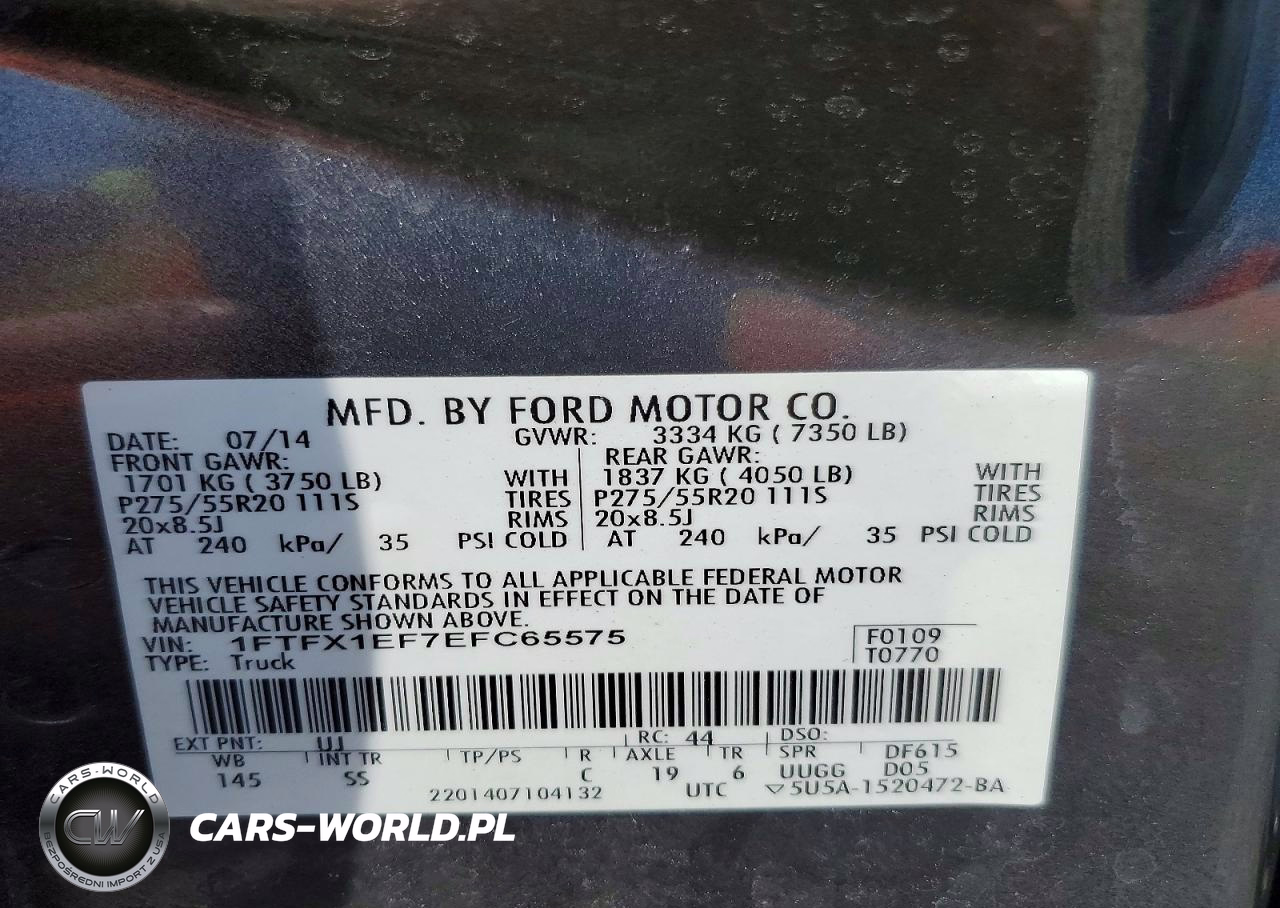 MFD. BY FORD MOTOR CO.
DATE: 07/14 GVWR: 3334 KG ( 7350 LB)
FRONT GAWR: REAR GAWR:
1701 KG ( 3750 LB) WITH 1837 KG ( 4050 LB) WITH
P275/55R20 111S TIRES P275/55R20 111S TIRES
20x8.5J RIMS 20x8.5J RIMS
AT 240 kPa/ 35 PSI COLD AT 240 kPa/ 35 PSI COLD
THIS VEHICLE CONFORMS TO ALL APPLICABLE FEDERAL MOTOR
VEHICLE SAFETY STANDARDS IN EFFECT ON THE DATE OF
MANUFACTURE SHOWN ABOVE.
VIN: 1FTFX1EF7EFC65575 F0109
TYPE: Truck T0770
EXT PNT: UJ RC: 44 DSO:
WB INT TR TP/PS R AXLE TR SPR DF615
145 SS C 19 6 UUGG D05
2201407104132 UTC ▽5U5A-1520472-BA
CARS-WORLD
CW
BEZPOŚREDNI IMPORT Z USA
CARS-WORLD.PL